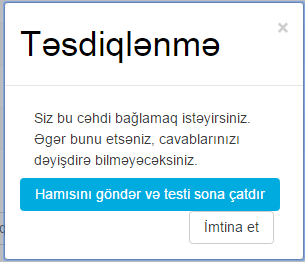 Təsdiqlənmə
×
Siz bu cəhdi bağlamaq istəyirsiniz.
Əgər bunu etsəniz, cavablarınızı
dəyişdirə bilməyəcəksiniz.
Hamısını göndər və testi sona çatdır
İmtina et